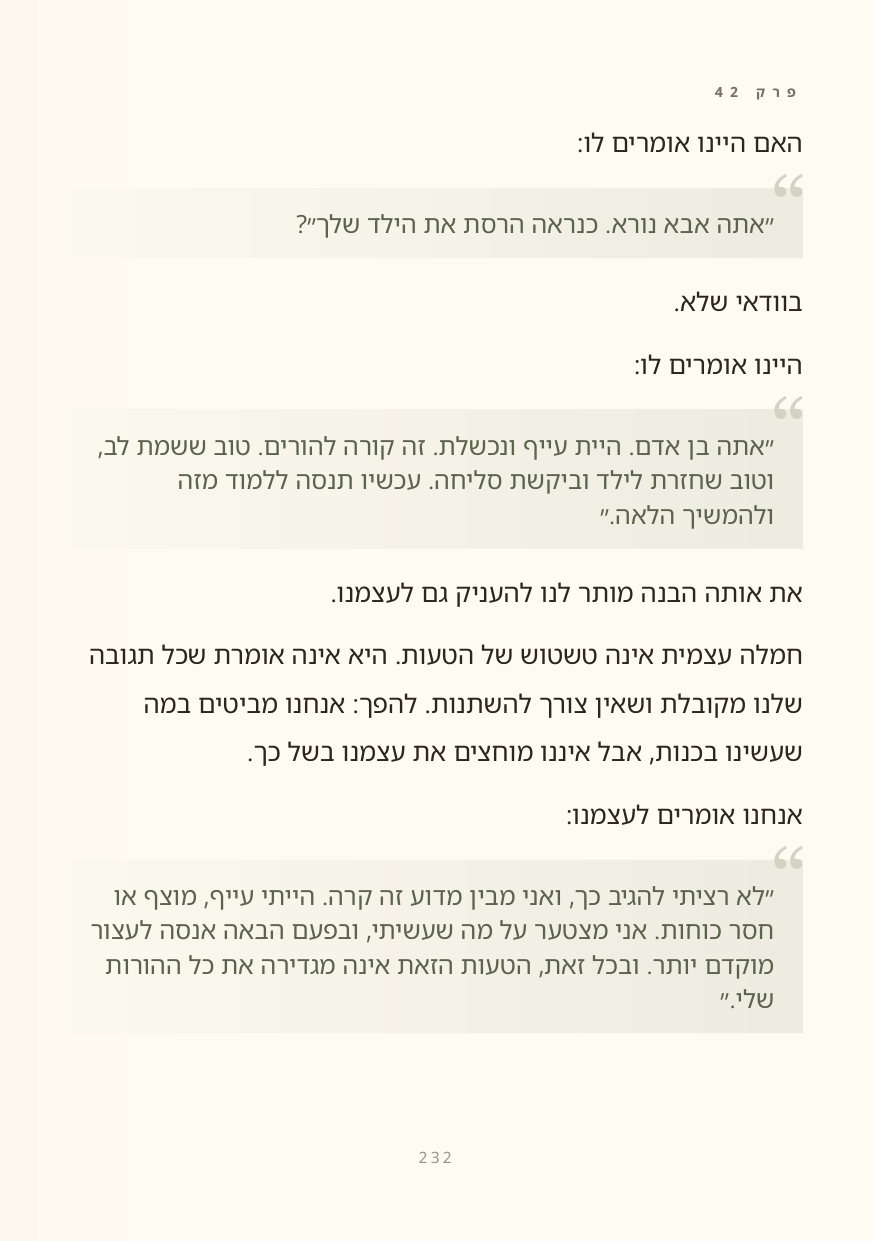 פרק 42
האם היינו אומרים לו:
“
״אתה אבא נורא. כנראה הרסת את הילד שלך״?
בוודאי שלא.
היינו אומרים לו:
“
״אתה בן אדם. היית עייף ונכשלת. זה קורה להורים. טוב ששמת לב,
וטוב שחזרת לילד וביקשת סליחה. עכשיו תנסה ללמוד מזה
ולהמשיך הלאה.״
את אותה הבנה מותר לנו להעניק גם לעצמנו.
חמלה עצמית אינה טשטוש של הטעות. היא אינה אומרת שכל תגובה
שלנו מקובלת ושאין צורך להשתנות. להפך: אנחנו מביטים במה
שעשינו בכנות, אבל איננו מוחצים את עצמנו בשל כך.
אנחנו אומרים לעצמנו:
“
״לא רציתי להגיב כך, ואני מבין מדוע זה קרה. הייתי עייף, מוצף או
חסר כוחות. אני מצטער על מה שעשיתי, ובפעם הבאה אנסה לעצור
מוקדם יותר. ובכל זאת, הטעות הזאת אינה מגדירה את כל ההורות
שלי.״
232